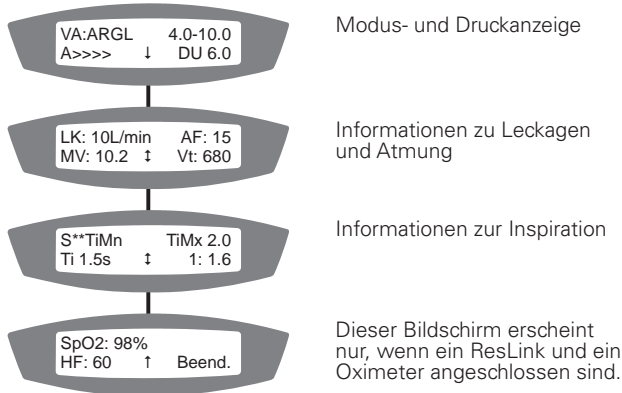 VA:ARGL 4.0-10.0
A>>>> ↓ DU 6.0
Modus- und Druckanzeige
LK: 10L/min AF: 15
MV: 10.2 ↕ Vt: 680
Informationen zu Leckagen
und Atmung
S**TiMn TiMx 2.0
Ti 1.5s ↕ 1: 1.6
Informationen zur Inspiration
SpO2: 98%
HF: 60 ↑ Beend.
Dieser Bildschirm erscheint
nur, wenn ein ResLink und ein
Oximeter angeschlossen sind.